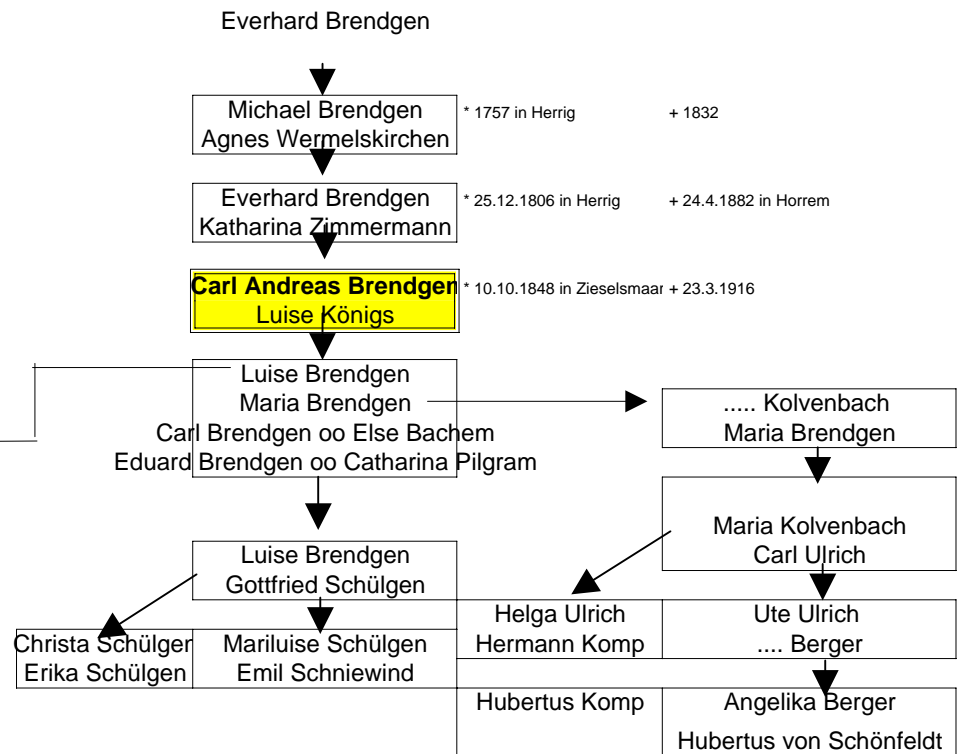 Everhard Brendgen
Michael Brendgen * 1757 in Herrig + 1832
Agnes Wermelskirchen
Everhard Brendgen * 25.12.1806 in Herrig + 24.4.1882 in Horrem
Katharina Zimmermann
Carl Andreas Brendgen * 10.10.1848 in Zieselsmaar + 23.3.1916
Luise Königs
Luise Brendgen
Maria Brendgen
Carl Brendgen oo Else Bachem
Eduard Brendgen oo Catharina Pilgram
..... Kolvenbach
Maria Brendgen
Maria Kolvenbach
Carl Ulrich
Luise Brendgen
Gottfried Schülgen
Helga Ulrich
Hermann Komp
Ute Ulrich
.... Berger
Christa Schülgen
Erika Schülgen
Mariluise Schülgen
Emil Schniewind
Hubertus Komp
Angelika Berger
Hubertus von Schönfeldt